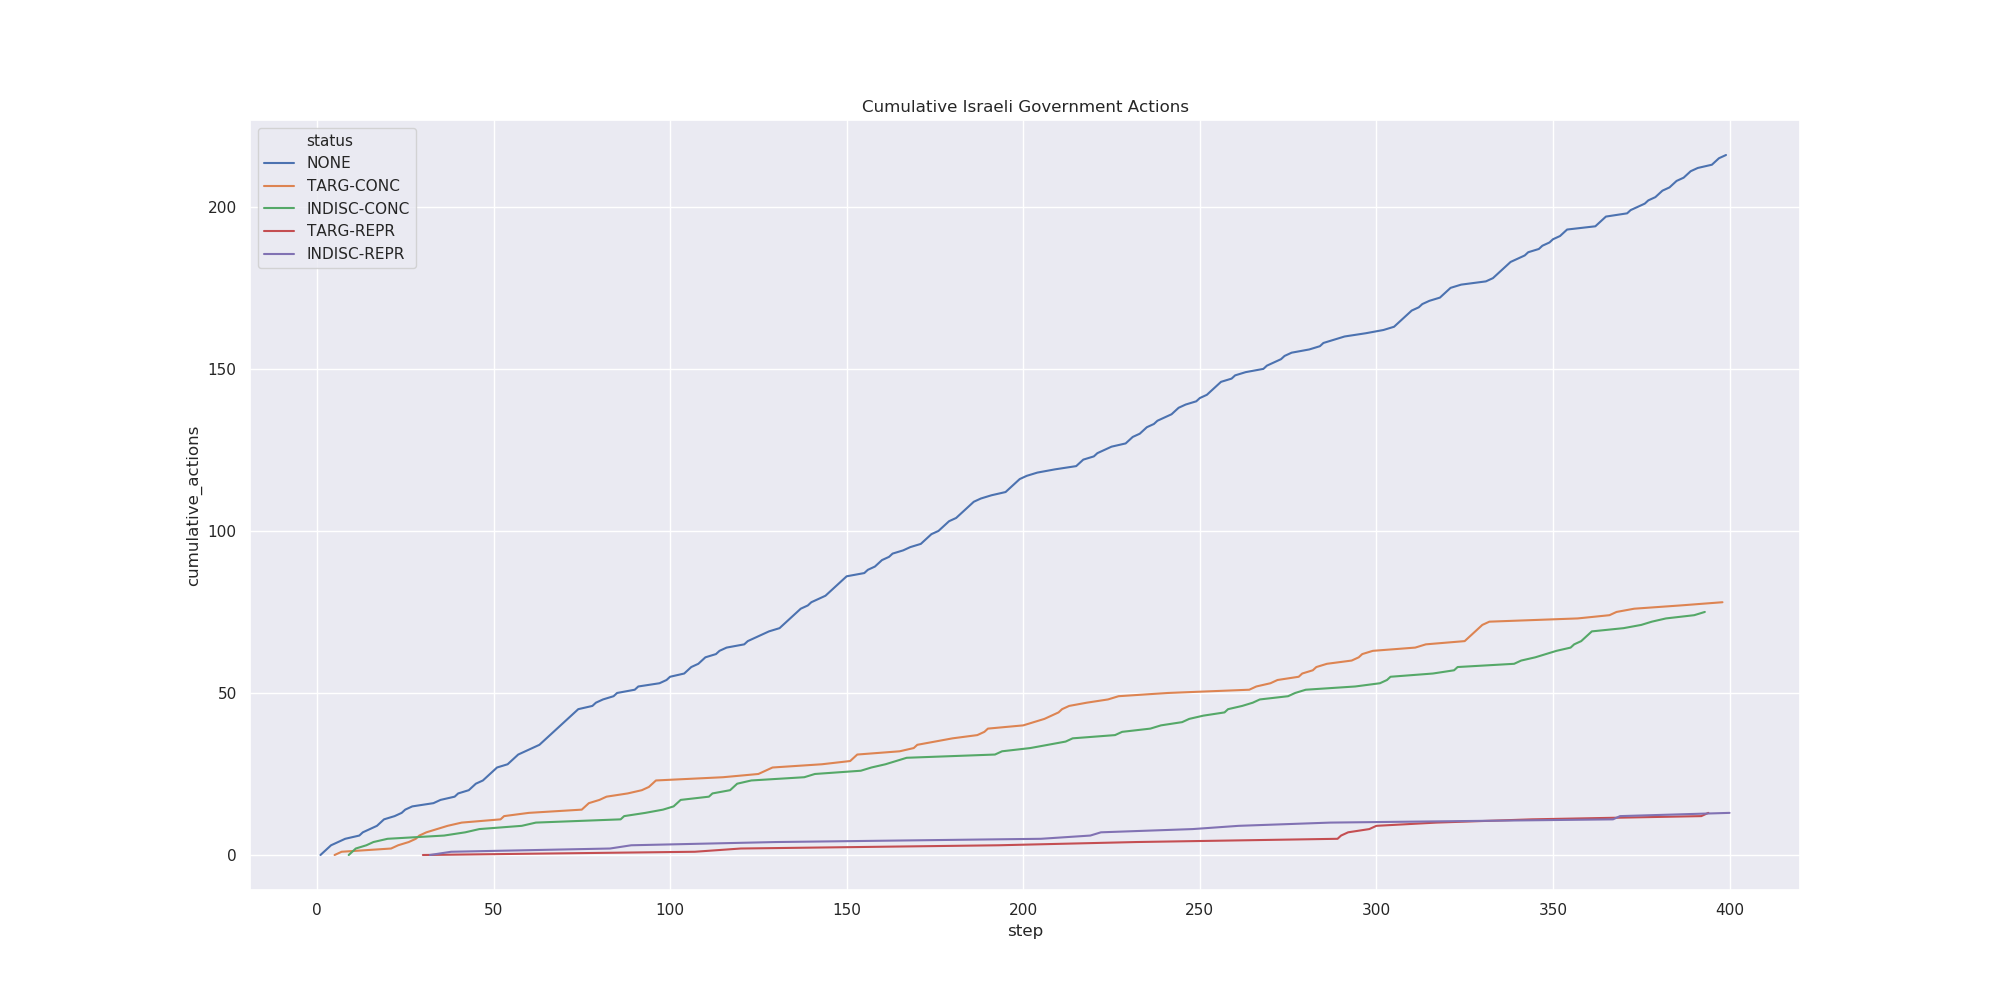 Cumulative Israeli Government Actions
status
NONE
TARG-CONC
INDISC-CONC
TARG-REPR
INDISC-REPR
200
150
100
50
0
cumulative_actions
0 50 100 150 200 250 300 350 400
step